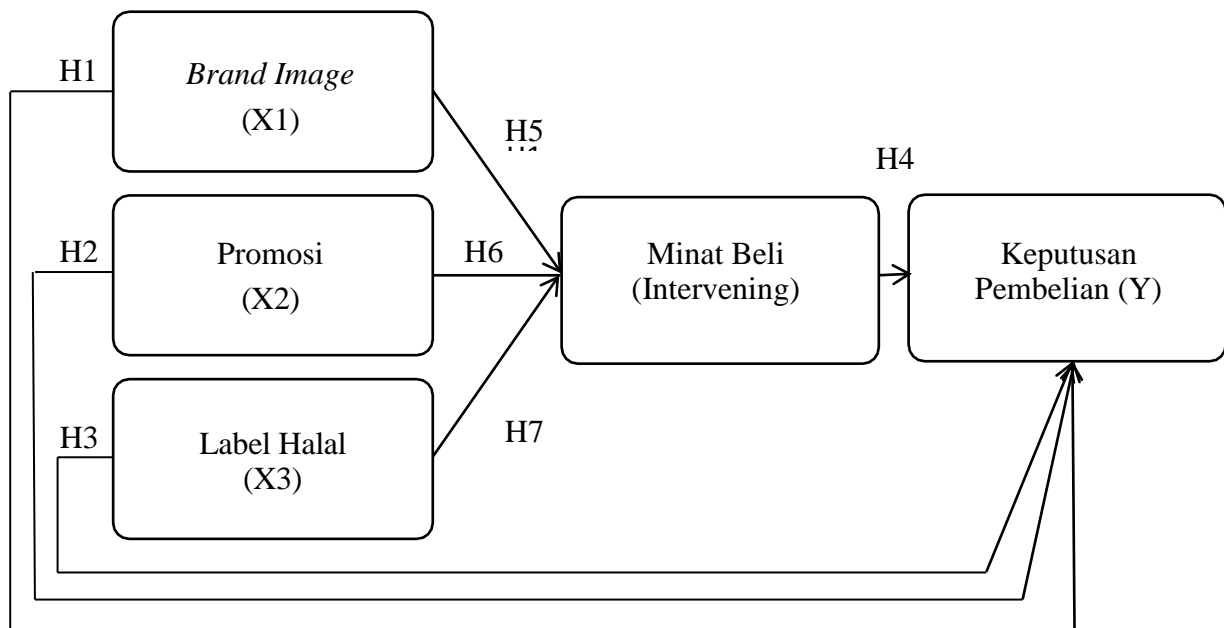 H1
Brand Image
(X1)
H5
H4
H2
Promosi
(X2)
H6
Minat Beli
(Intervening)
Keputusan
Pembelian (Y)
H3
Label Halal
(X3)
H7